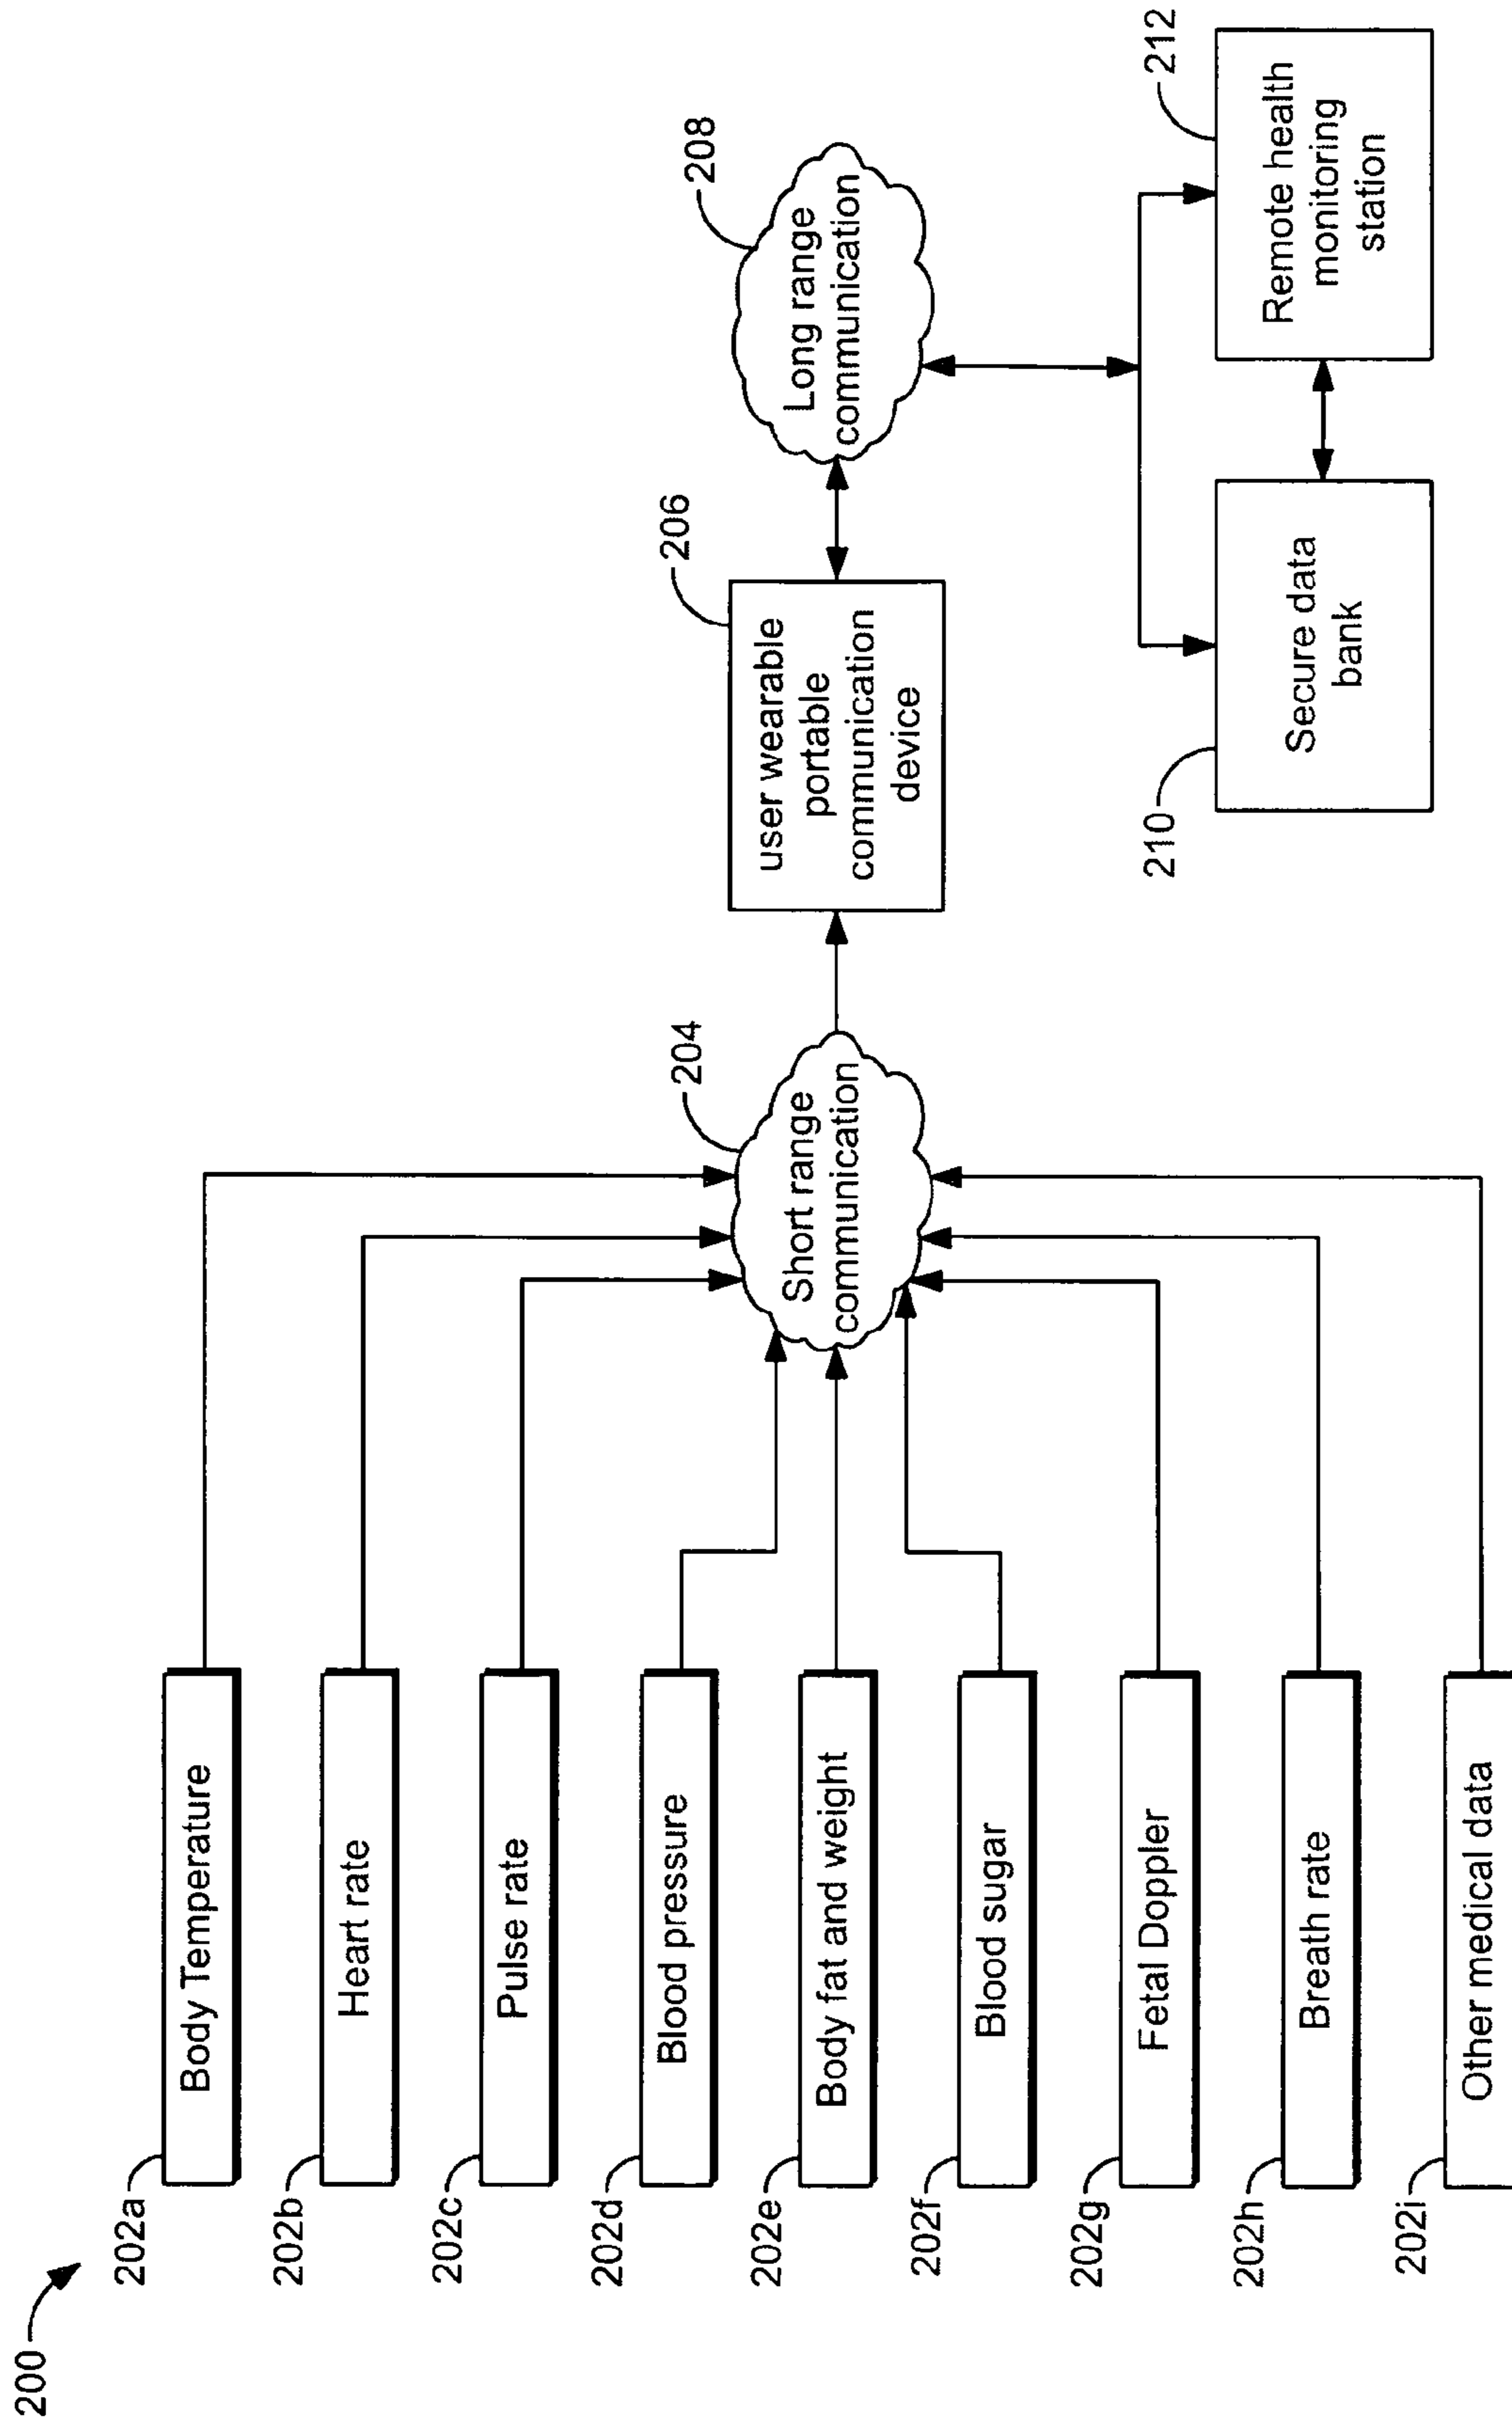 200
202a
Body Temperature
202b
Heart rate
202c
Pulse rate
202d
Blood pressure
202e
Body fat and weight
202f
Blood sugar
202g
Fetal Doppler
202h
Breath rate
202i
Other medical data
204
Short range
communication
206
user wearable
portable
communication
device
208
Long range
communication
210
Secure data
bank
212
Remote health
monitoring
station